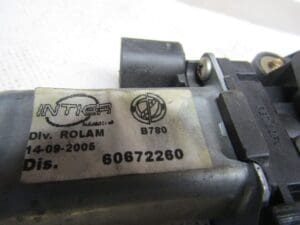 INTIER
B780
Div. ROLAM
14-09-2005
Dis. 60672260